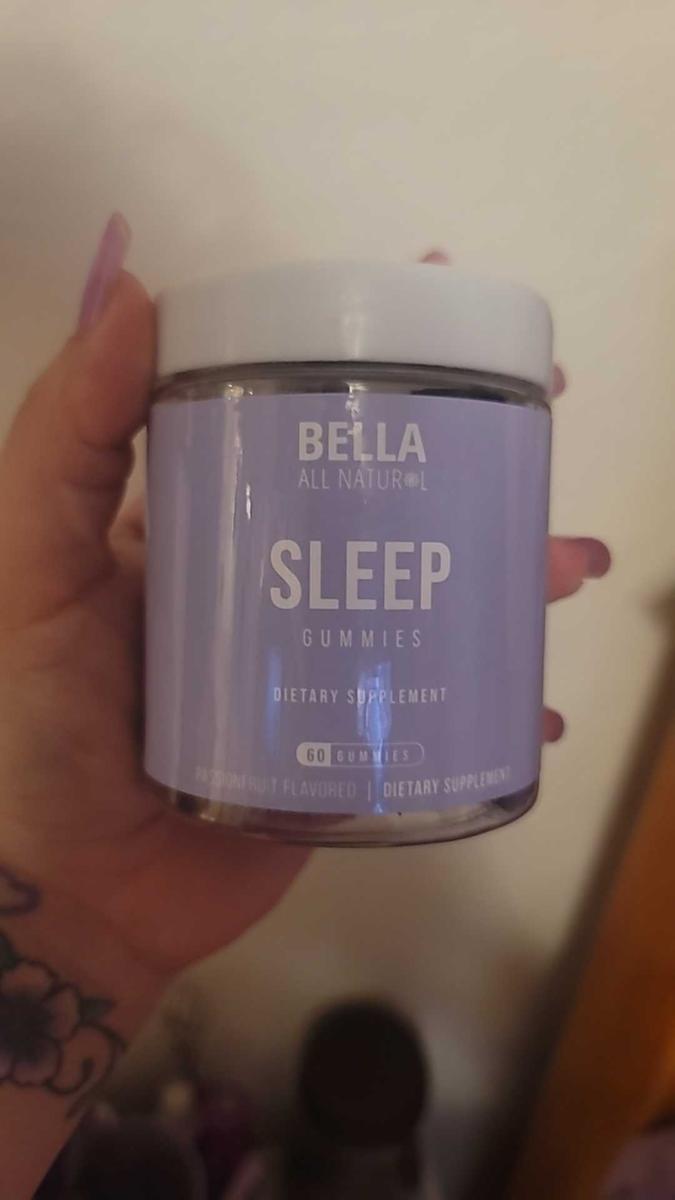 BELLA
ALL NATURAL
SLEEP
GUMMIES
DIETARY SUPPLEMENT
60 GUMMIES
PASSIONFRUIT FLAVORED | DIETARY SUPPLEMENT